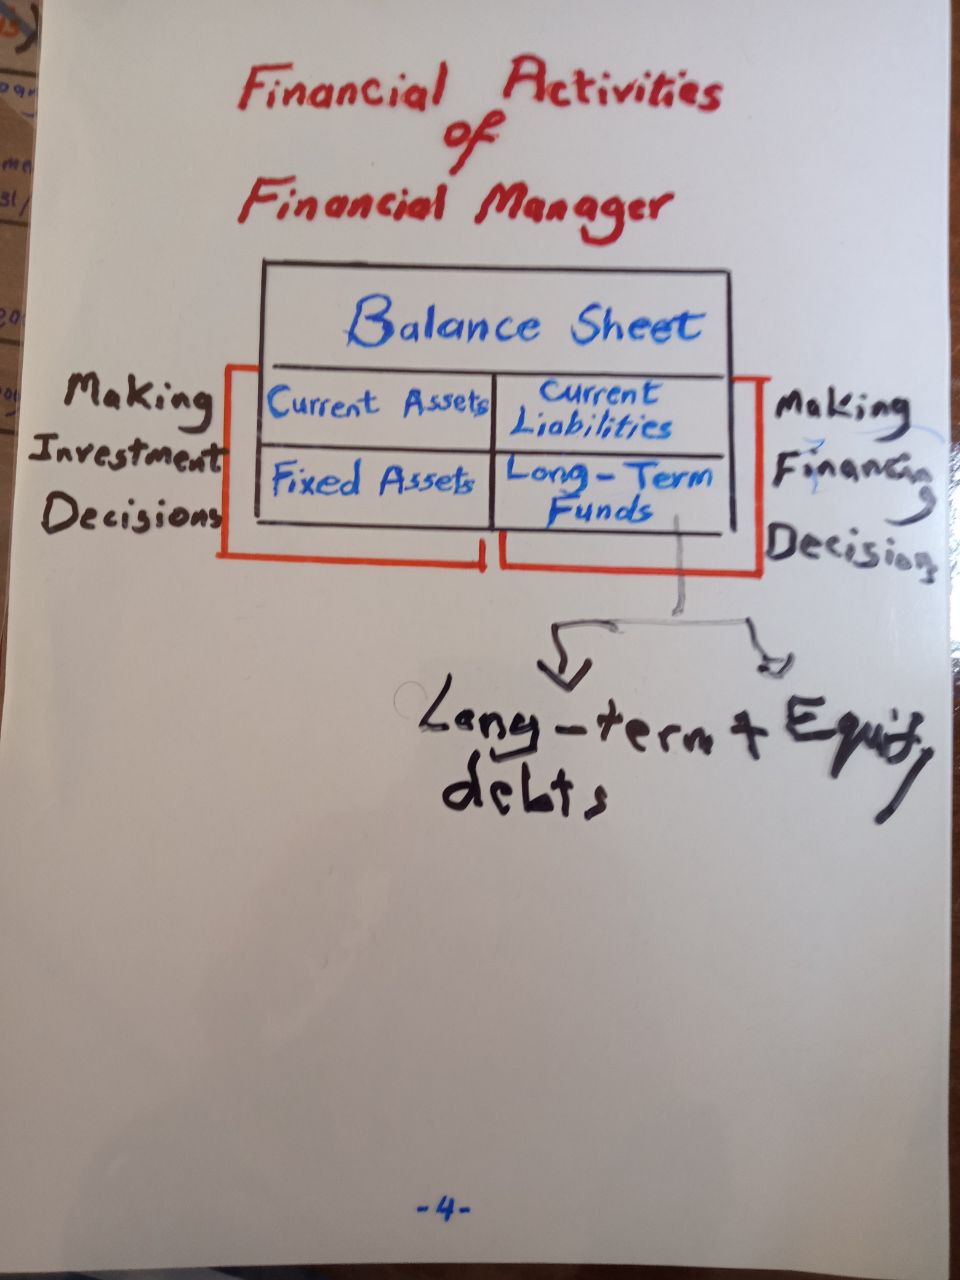 Financial Activities
of
Financial Manager
Balance Sheet
Making
Investment
Decisions
Current Assets
Current
Liabilities
Fixed Assets
Long-Term
Funds
Making
Financing
Decisions
Long-term + Equity
debts
-4-